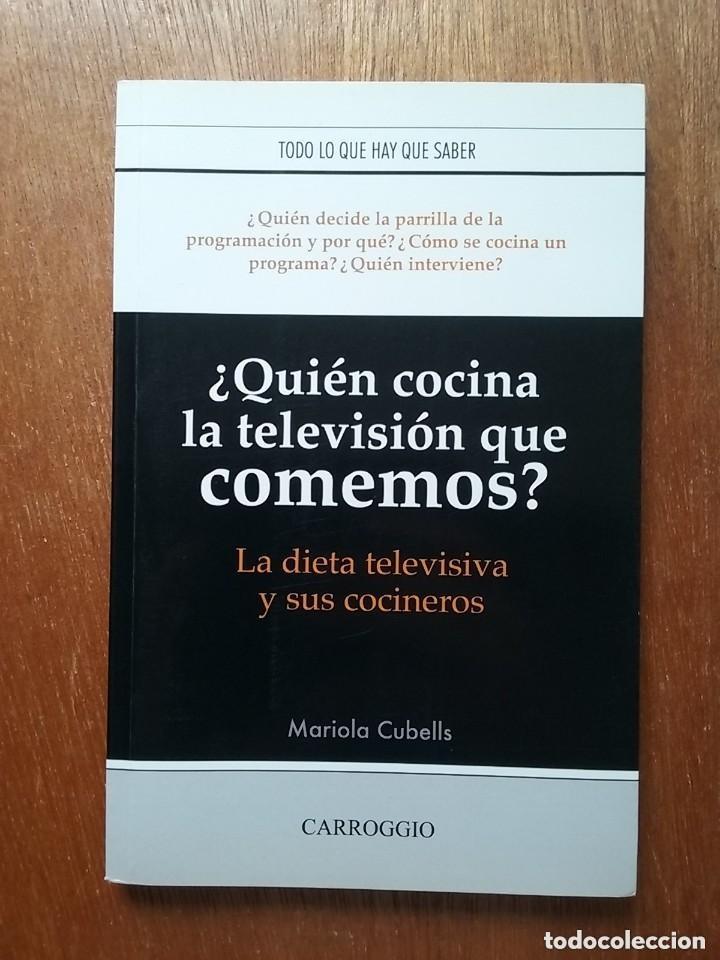 TODO LO QUE HAY QUE SABER
¿Quién decide la parrilla de la
programación y por qué? ¿Cómo se cocina un
programa? ¿Quién interviene?
¿Quién cocina
la televisión que
comemos?
La dieta televisiva
y sus cocineros
Mariola Cubells
CARROGGIO
todocoleccion